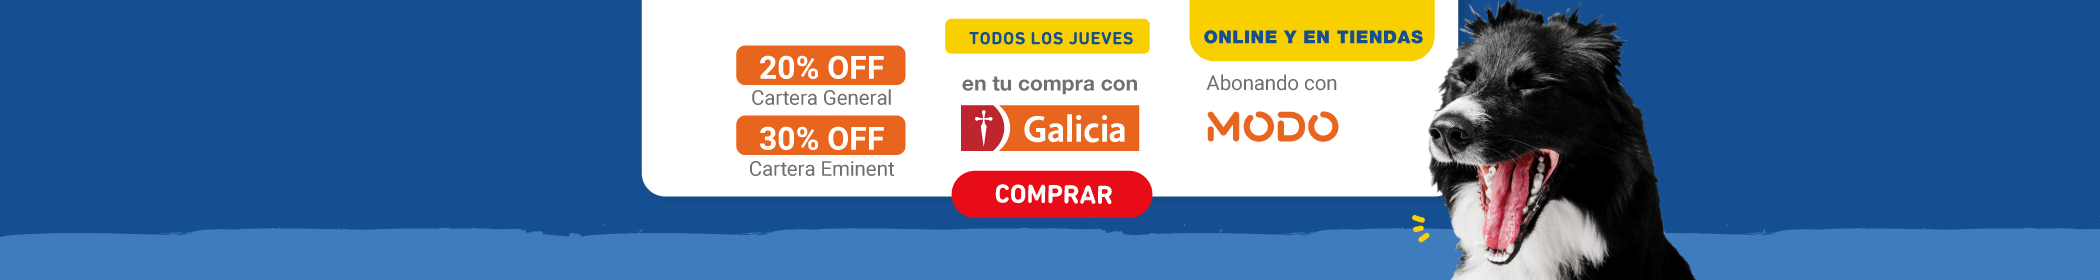 20% OFF
Cartera General
30% OFF
Cartera Eminent
TODOS LOS JUEVES
en tu compra con
Galicia
COMPRAR
ONLINE Y EN TIENDAS
Abonando con
MODO